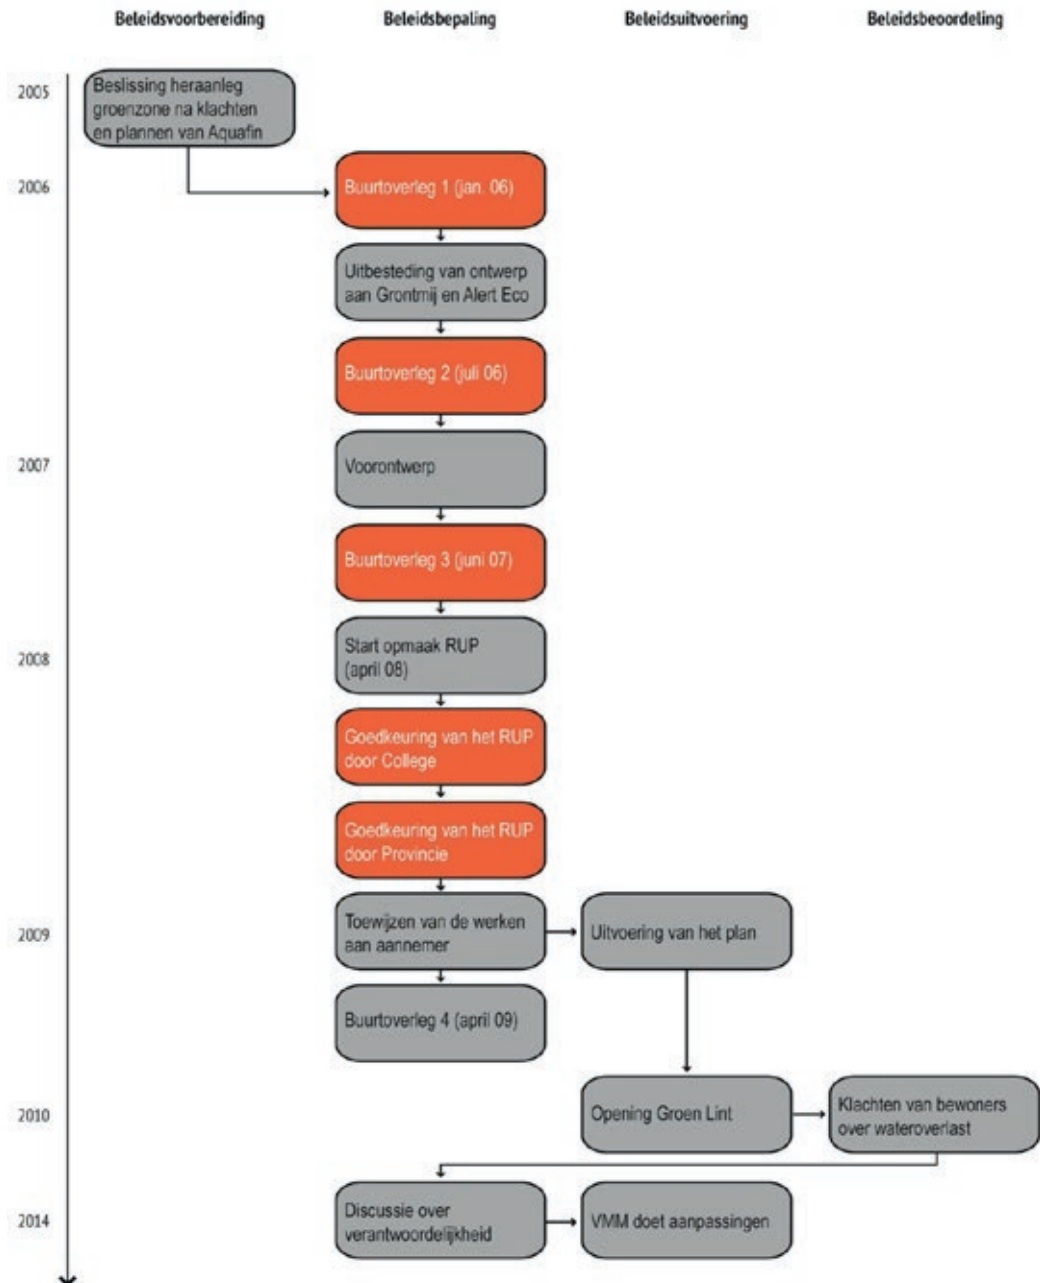 Beleidsvoorbereiding Beleidsbepaling Beleidsuitvoering Beleidsbeoordeling
2005
Beslissing heraanleg
groenzone na klachten
en plannen van Aquafin
2006
Buurtoverleg 1 (jan. 06)
Uitbesteding van ontwerp
aan Grontmij en Alert Eco
Buurtoverleg 2 (juli 06)
2007
Voorontwerp
Buurtoverleg 3 (juni 07)
2008
Start opmaak RUP
(april 08)
Goedkeuring van het RUP
door College
Goedkeuring van het RUP
door Provincie
2009
Toewijzen van de werken
aan aannemer
Uitvoering van het plan
Buurtoverleg 4 (april 09)
2010
Opening Groen Lint
Klachten van bewoners
over wateroverlast
2014
Discussie over
verantwoordelijkheid
VMM doet aanpassingen